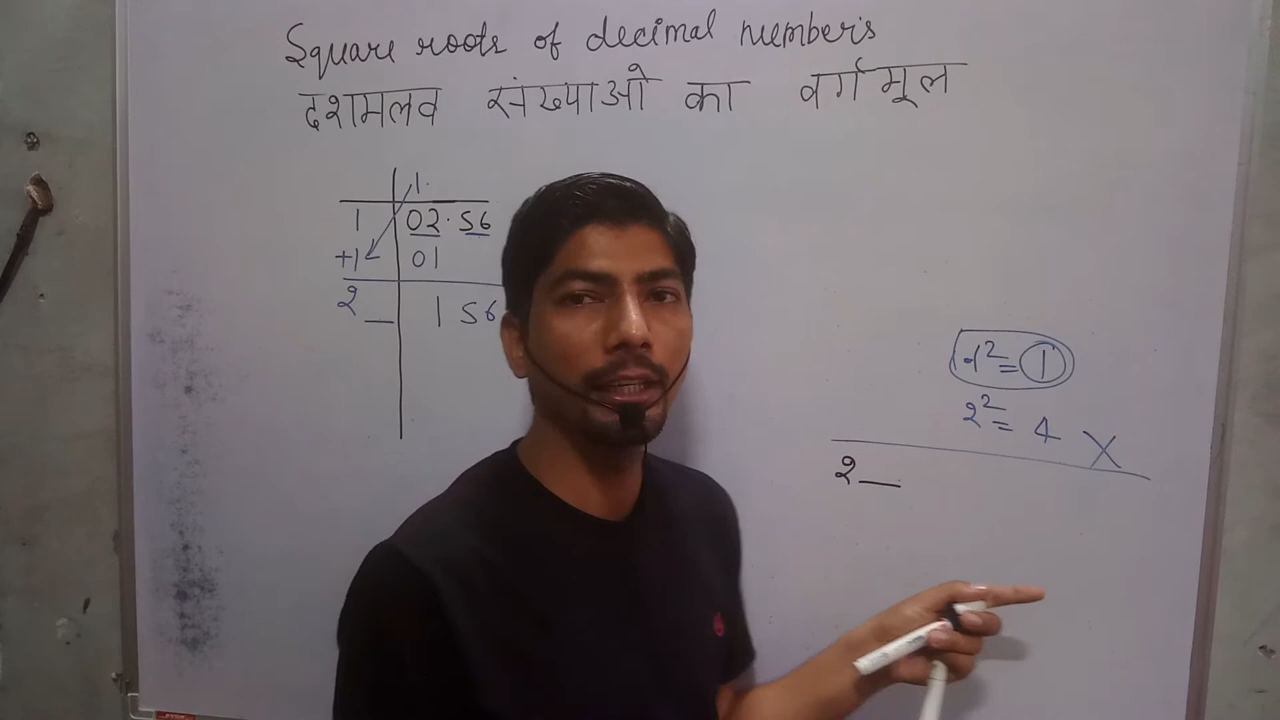 Square roots of decimal number's
दशमलव संख्याओ का वर्गमूल
1.
1 02.56
+1 01
2_ 156
1² = 1
2² = 4 X
2_